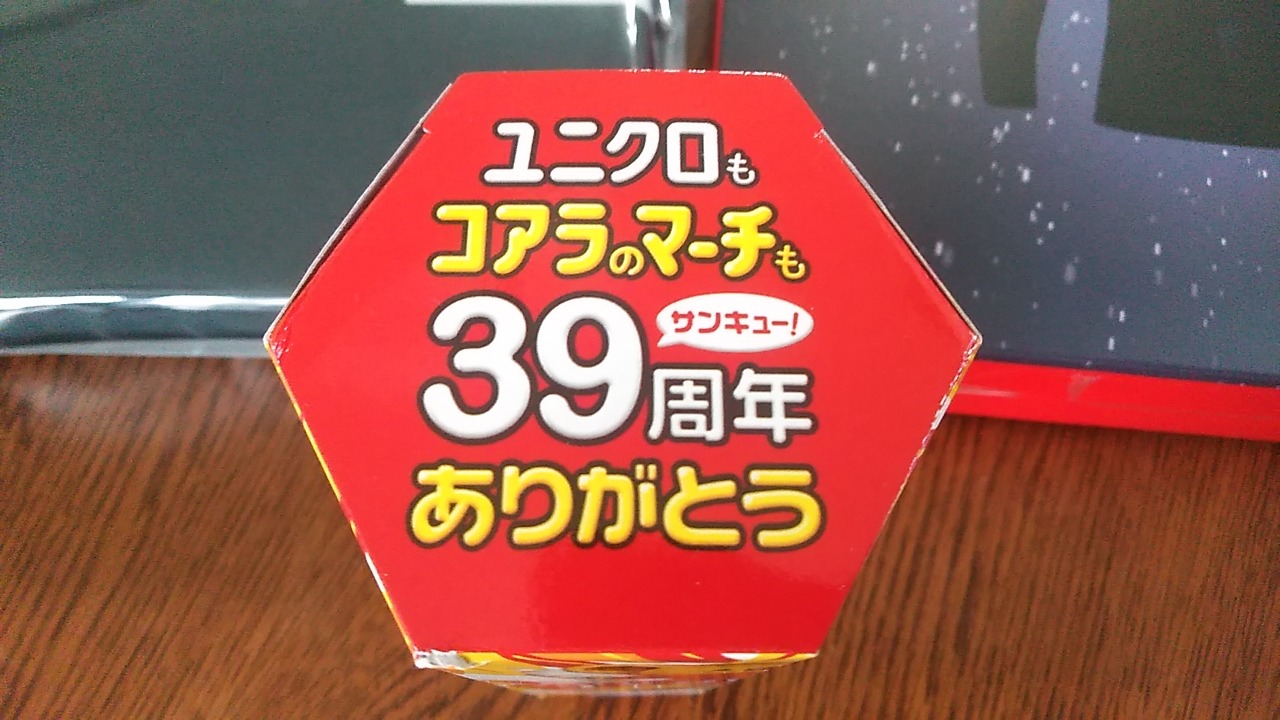 ユニクロも
コアラのマーチも
39周年
サンキュー!
ありがとう